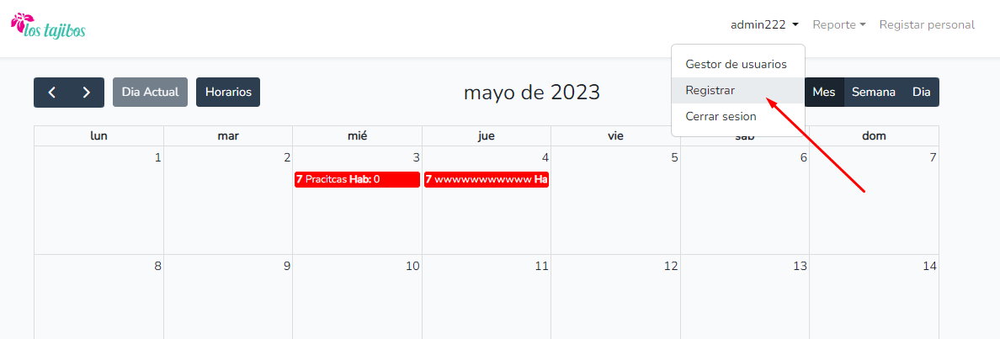 los tajibos
admin222 Reporte Registar personal
Gestor de usuarios
Registrar
Cerrar sesion
Dia Actual Horarios mayo de 2023 Mes Semana Dia
lun mar mié jue vie sáb dom
1 2 3 4 5 6 7
7 Pracitcas Hab: 0 7 wwwwwwwwwww Ha
8 9 10 11 12 13 14